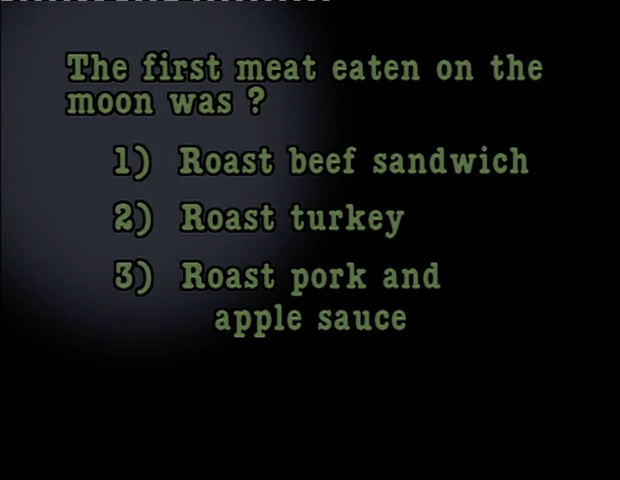 The first meat eaten on the
moon was ?
1) Roast beef sandwich
2) Roast turkey
3) Roast pork and
apple sauce